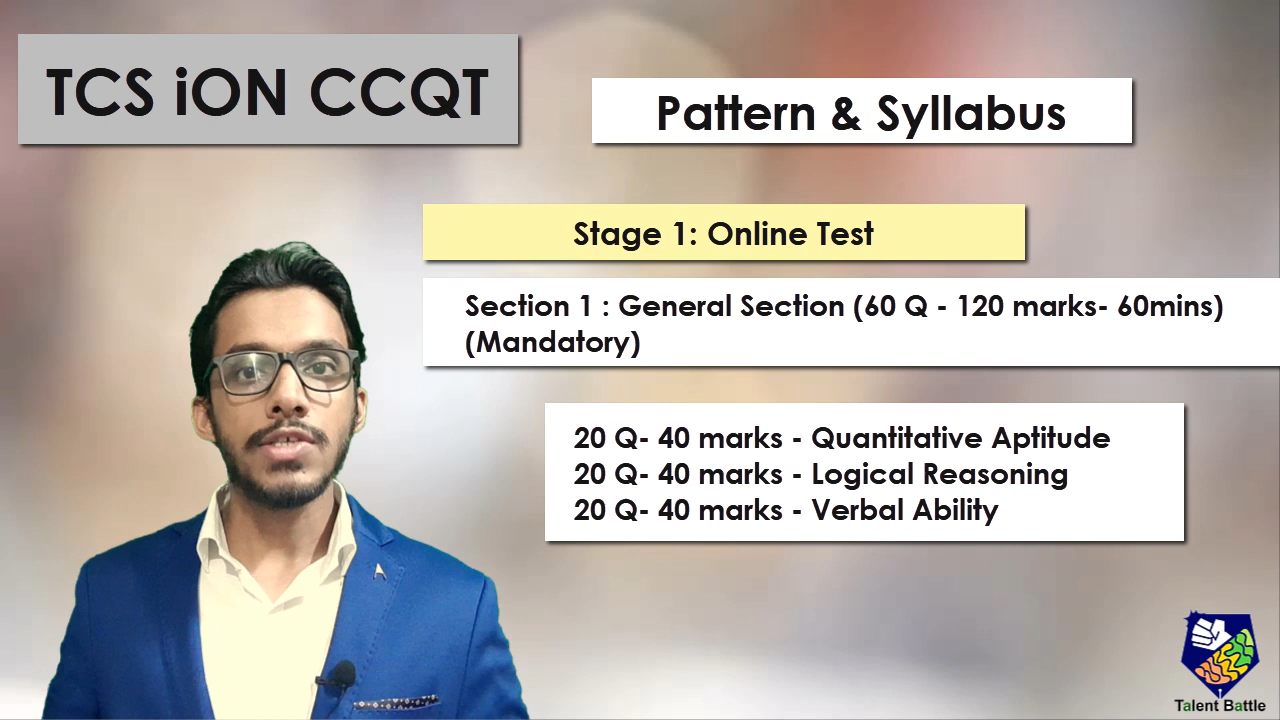 TCS iON CCQT
Pattern & Syllabus
Stage 1: Online Test
Section 1 : General Section (60 Q - 120 marks- 60mins)
(Mandatory)
20 Q- 40 marks - Quantitative Aptitude
20 Q- 40 marks - Logical Reasoning
20 Q- 40 marks - Verbal Ability
Talent Battle